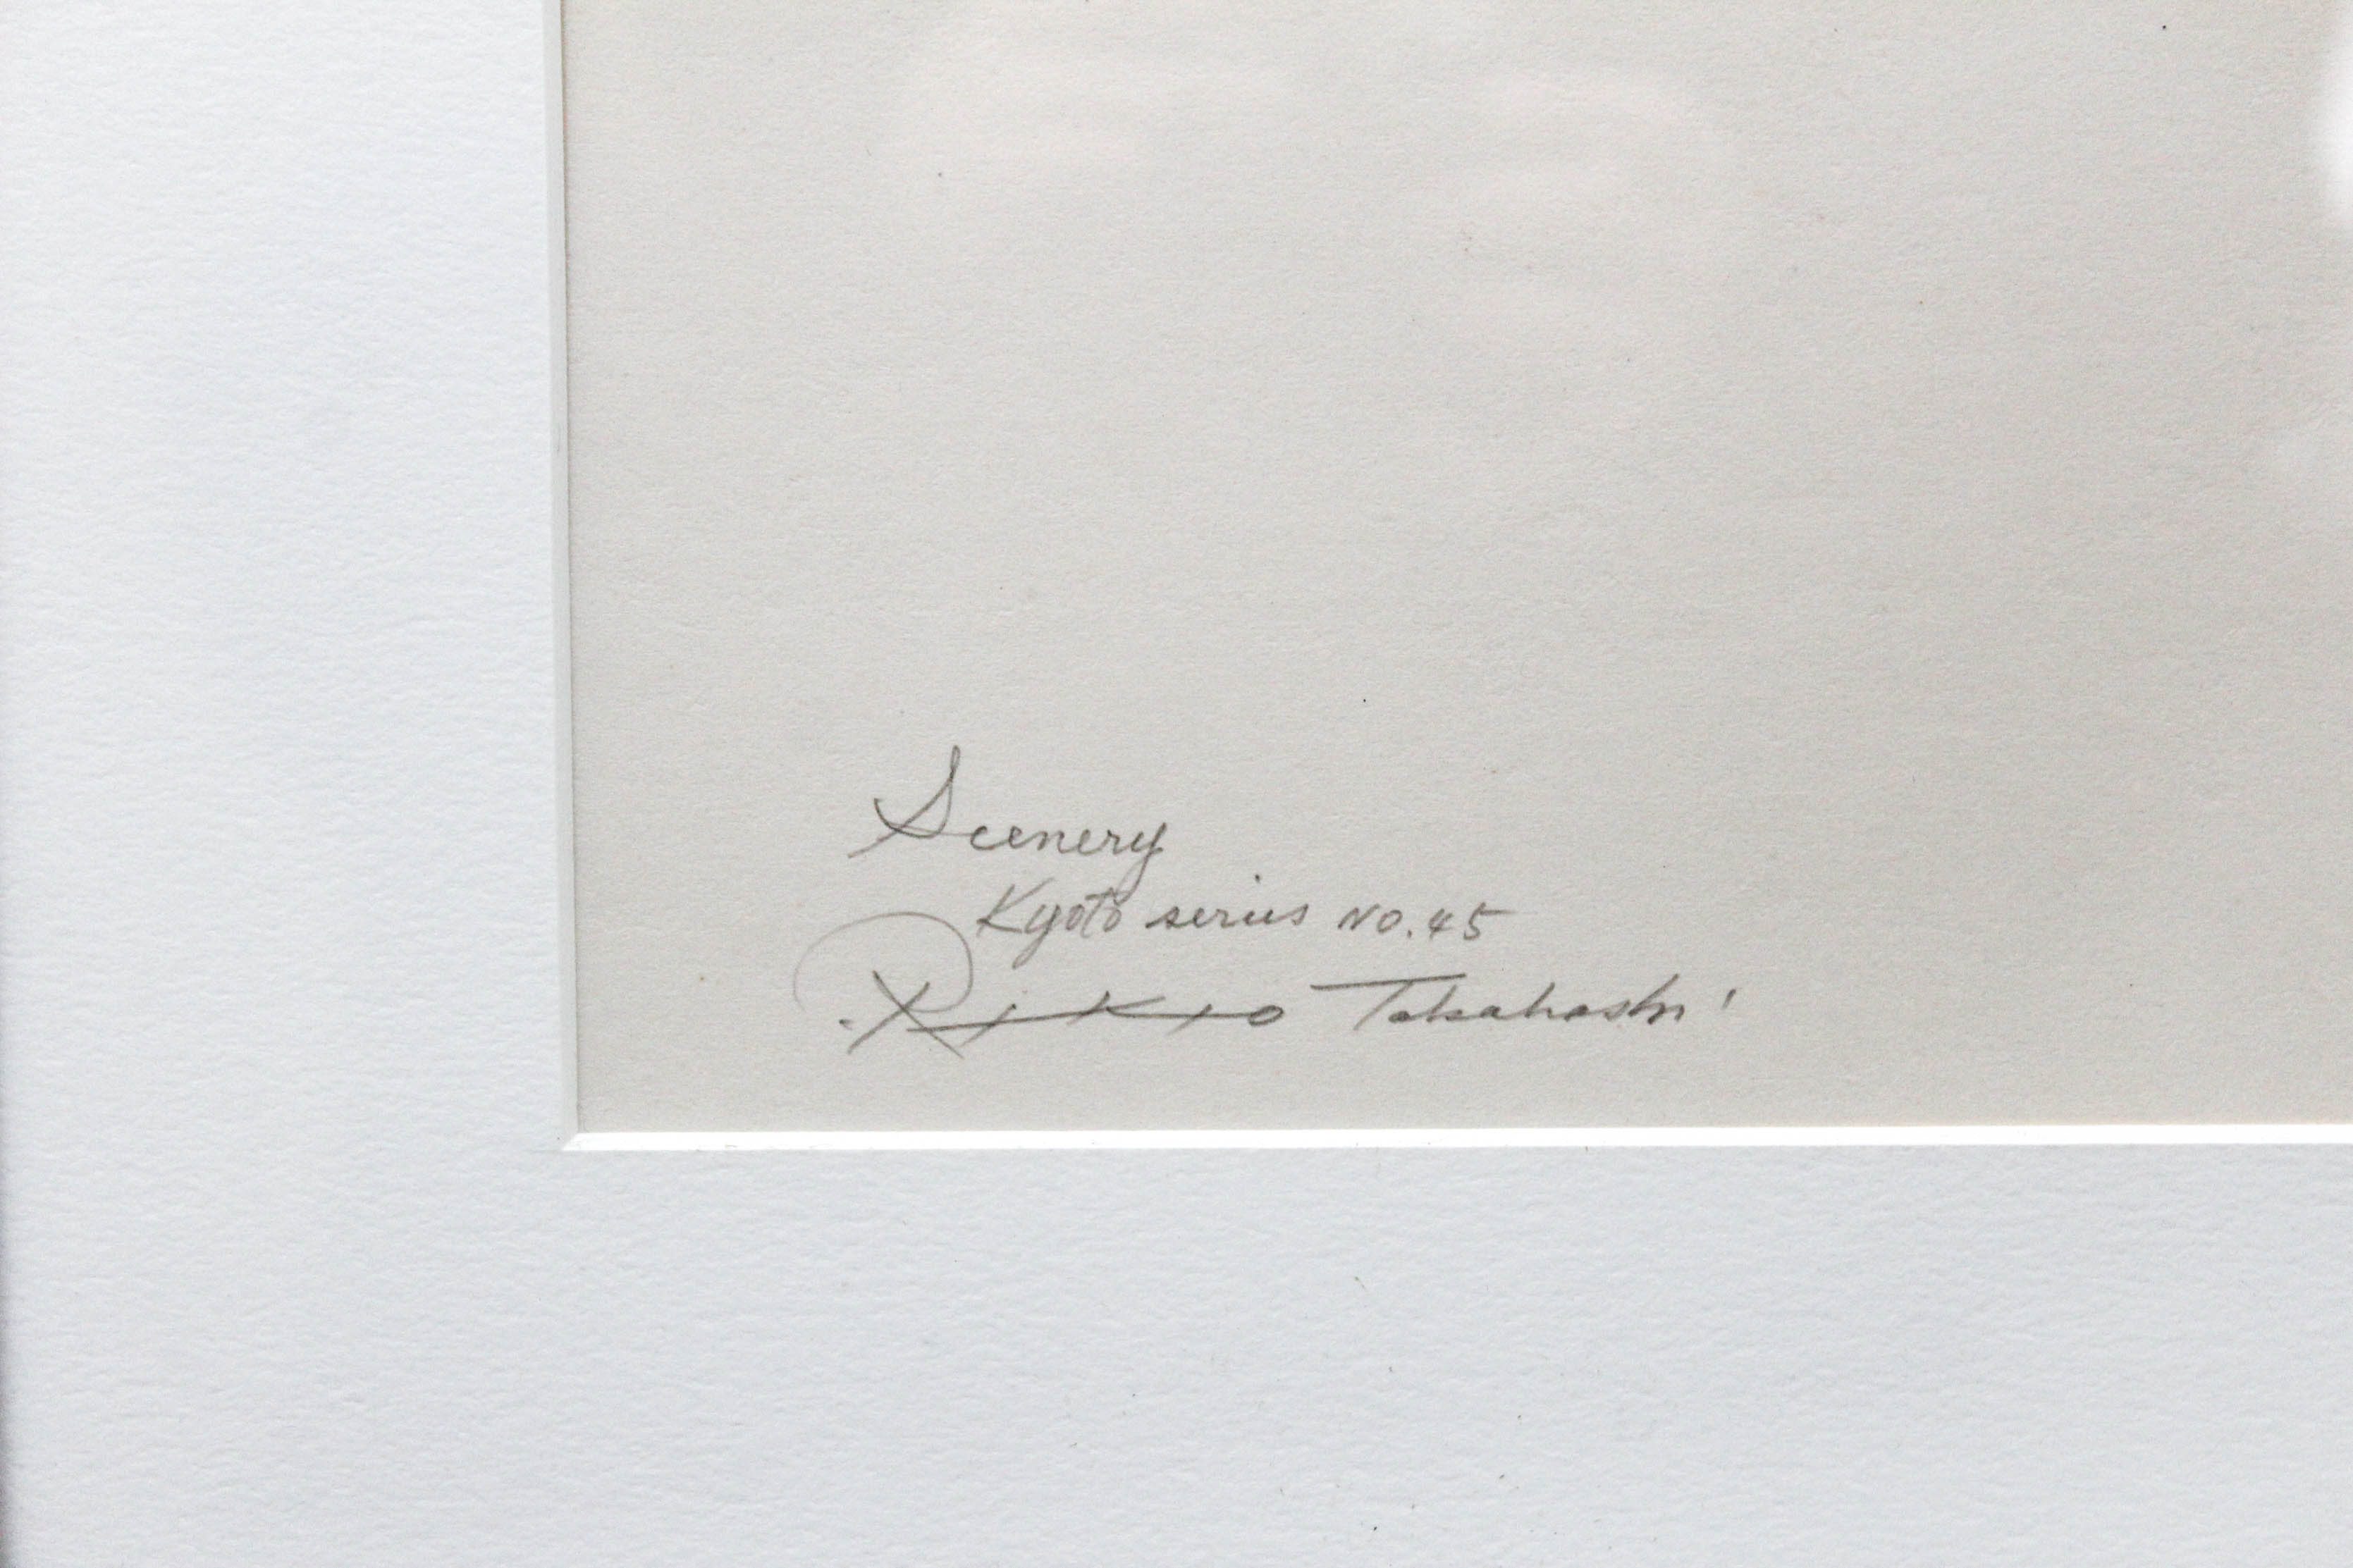 Scenery
Kyoto series No.45
Rikio Takahashi